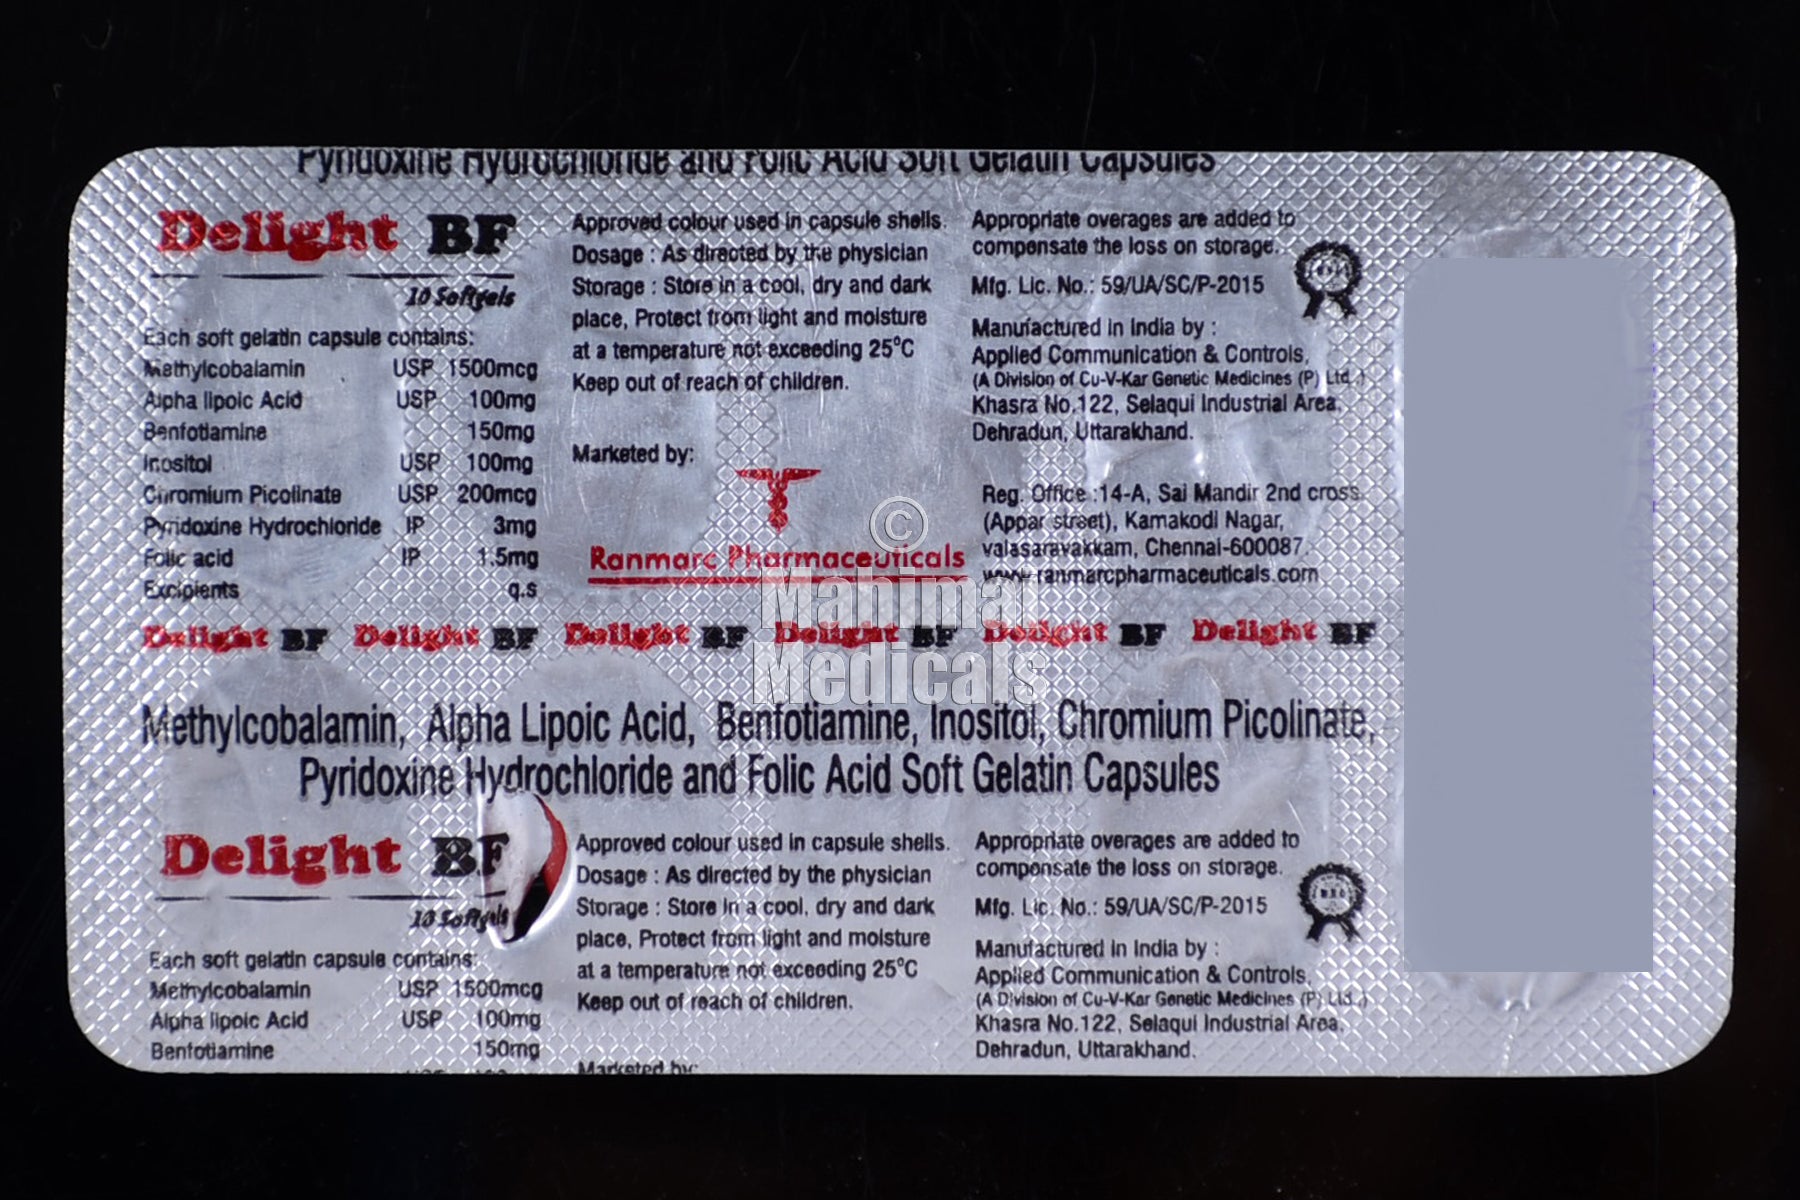 Pyridoxine Hydrochloride and Folic Acid Soft Gelatin Capsules
Delight BF
10 Softgels
Each soft gelatin capsule contains:
Methylcobalamin USP 1500mcg
Alpha lipoic Acid USP 100mg
Benfotiamine 150mg
Inositol USP 100mg
Chromium Picolinate USP 200mcg
Pyridoxine Hydrochloride IP 3mg
Folic acid IP 1.5mg
Excipients q.s
Approved colour used in capsule shells.
Dosage : As directed by the physician
Storage : Store in a cool, dry and dark
place, Protect from light and moisture
at a temperature not exceeding 25°C
Keep out of reach of children.
Marketed by:
Ranmarc Pharmaceuticals
Appropriate overages are added to
compensate the loss on storage.
Mfg. Lic. No.: 59/UA/SC/P-2015
Manufactured in India by :
Applied Communication & Controls,
(A Division of Cu-V-Kar Genetic Medicines (P) Ltd.,)
Khasra No.122, Selaqui Industrial Area,
Dehradun, Uttarakhand.
Reg. Office :14-A, Sai Mandir 2nd cross
(Appar street), Kamakodi Nagar,
valasaravakkam, Chennai-600087.
www.ranmarcpharmaceuticals.com
©
Mahimai
Medicals
Delight BF Delight BF Delight BF Delight BF Delight BF Delight BF
Methylcobalamin, Alpha Lipoic Acid, Benfotiamine, Inositol, Chromium Picolinate,
Pyridoxine Hydrochloride and Folic Acid Soft Gelatin Capsules
Delight BF
10 Softgels
Each soft gelatin capsule contains:
Methylcobalamin USP 1500mcg
Alpha lipoic Acid USP 100mg
Benfotiamine 150mg
Approved colour used in capsule shells.
Dosage : As directed by the physician
Storage : Store in a cool, dry and dark
place, Protect from light and moisture
at a temperature not exceeding 25°C
Keep out of reach of children.
Marketed by:
Appropriate overages are added to
compensate the loss on storage.
Mfg. Lic. No.: 59/UA/SC/P-2015
Manufactured in India by :
Applied Communication & Controls,
(A Division of Cu-V-Kar Genetic Medicines (P) Ltd.,)
Khasra No.122, Selaqui Industrial Area,
Dehradun, Uttarakhand.